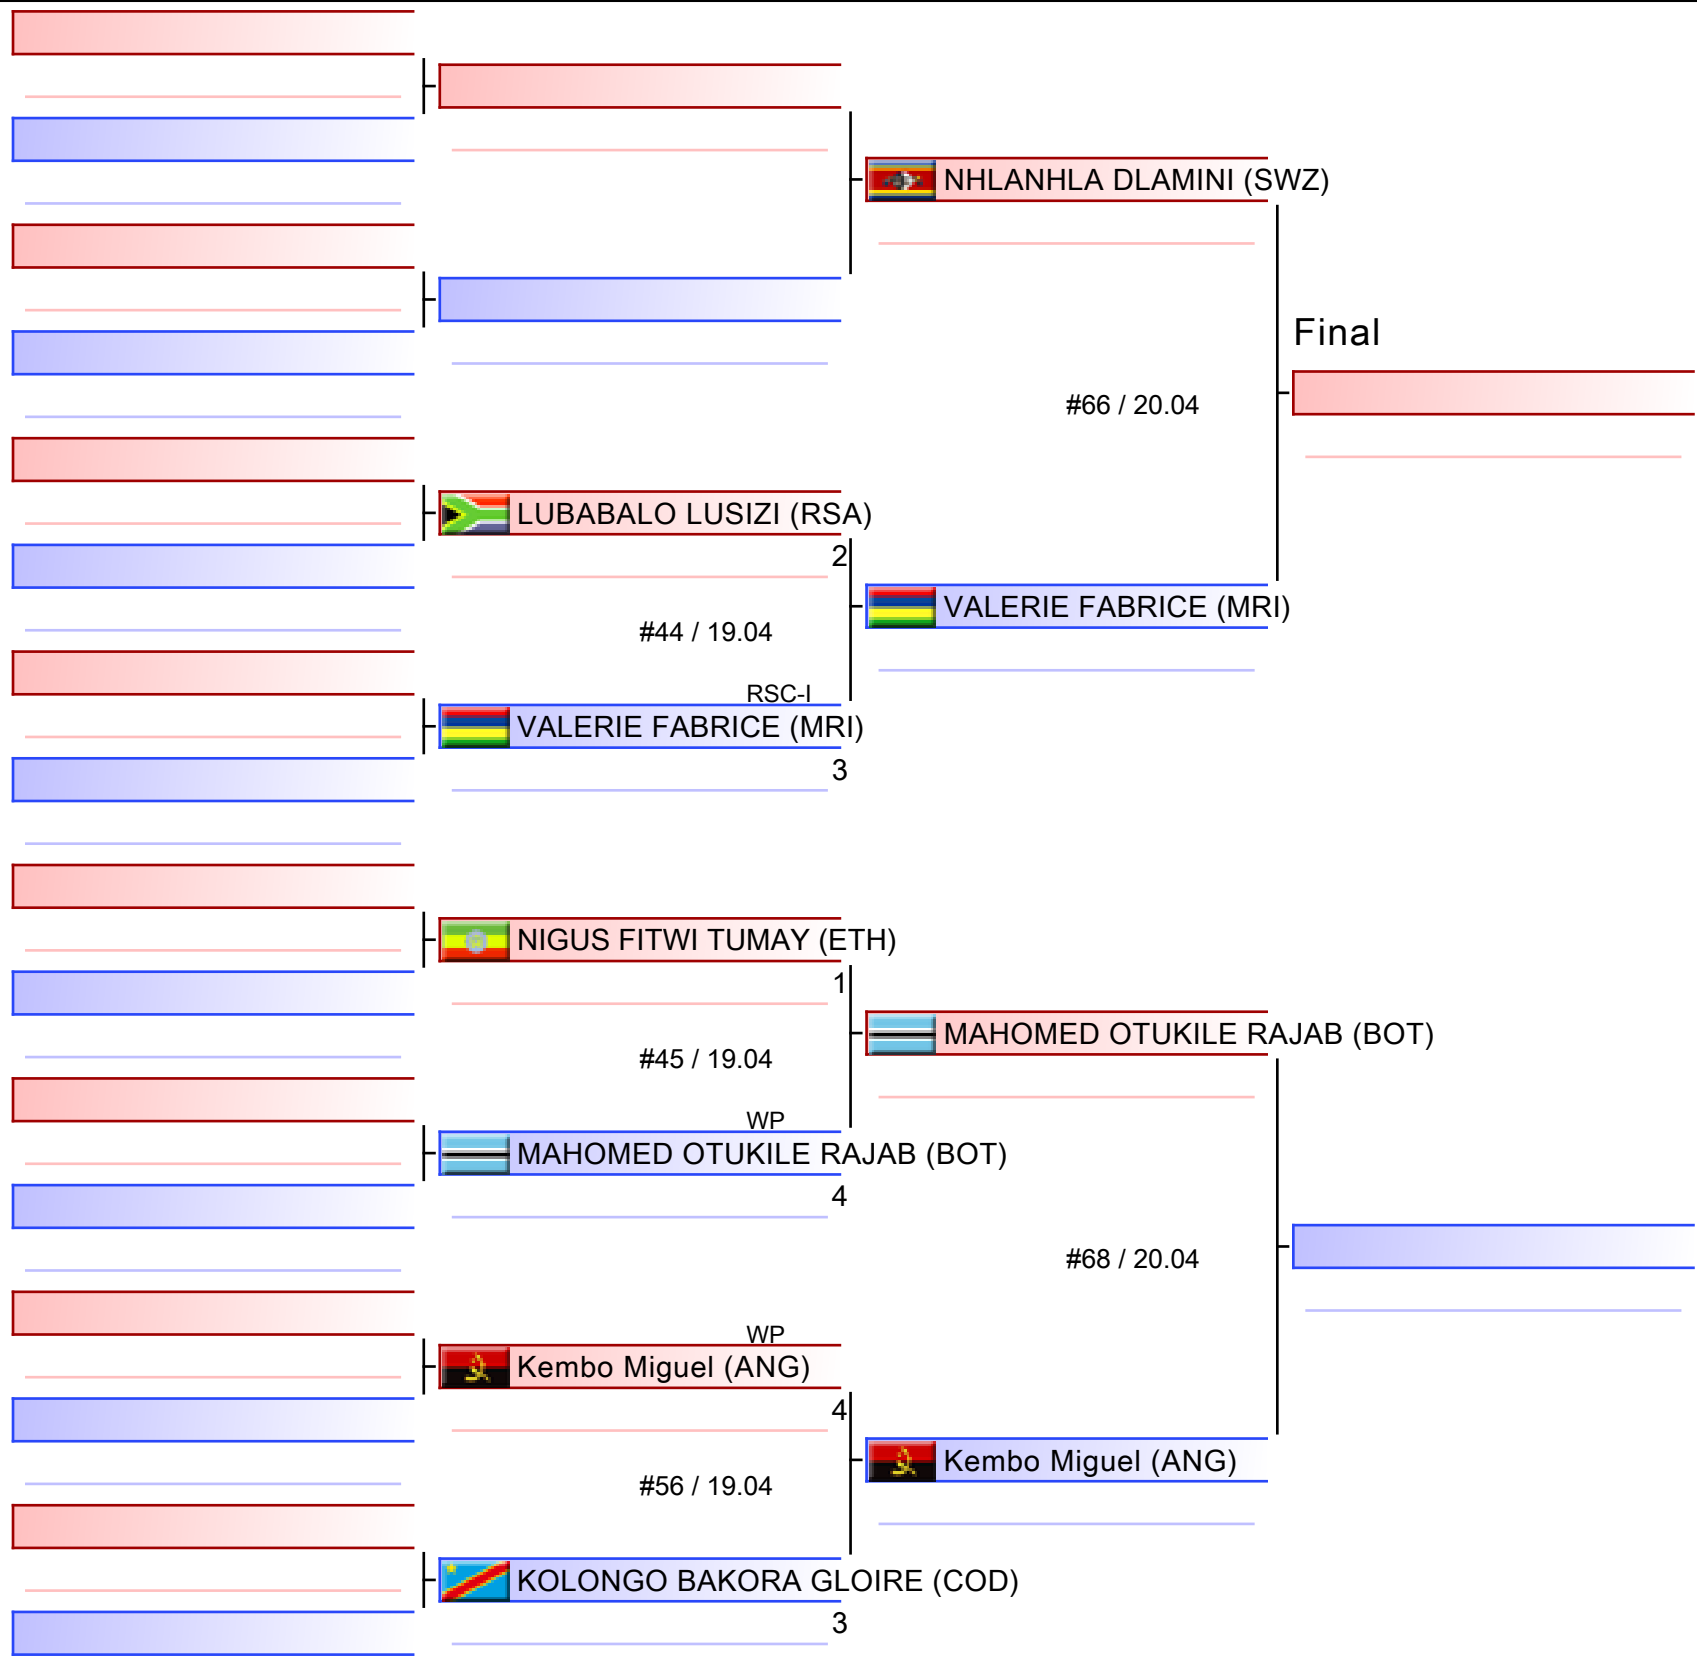 NHLANHLA DLAMINI (SWZ)
Final
#66 / 20.04
LUBABALO LUSIZI (RSA)
2
VALERIE FABRICE (MRI)
#44 / 19.04
RSC-I
VALERIE FABRICE (MRI)
3
NIGUS FITWI TUMAY (ETH)
1
MAHOMED OTUKILE RAJAB (BOT)
#45 / 19.04
WP
MAHOMED OTUKILE RAJAB (BOT)
4
#68 / 20.04
WP
Kembo Miguel (ANG)
4
Kembo Miguel (ANG)
#56 / 19.04
KOLONGO BAKORA GLOIRE (COD)
3